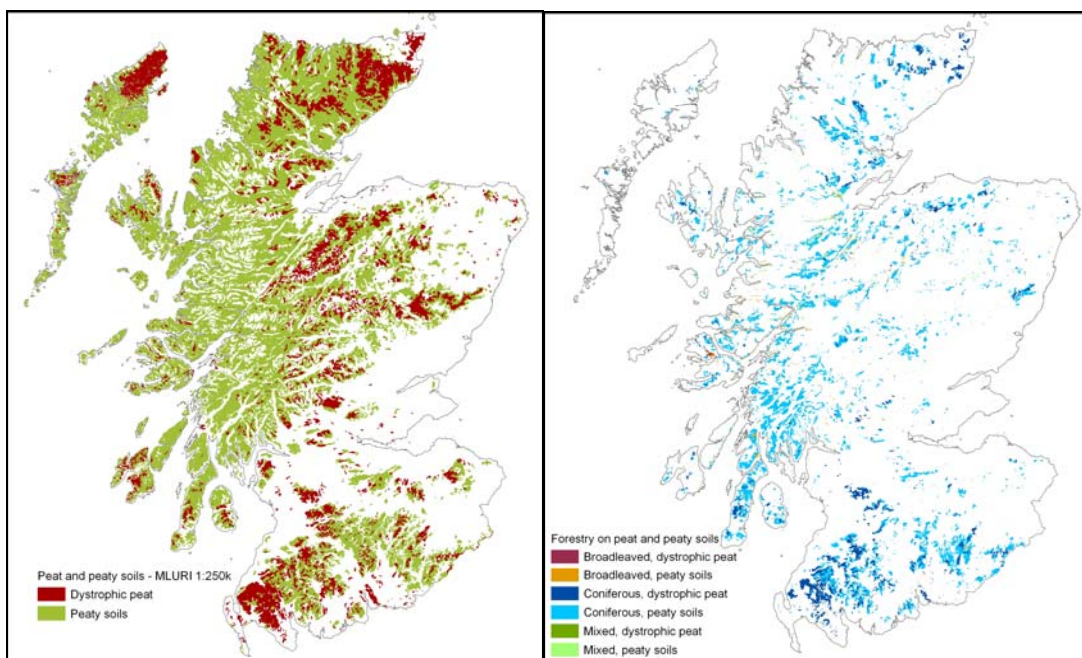 Peat and peaty soils - MLURI 1:250k
Dystrophic peat
Peaty soils
Forestry on peat and peaty soils
Broadleaved, dystrophic peat
Broadleaved, peaty soils
Coniferous, dystrophic peat
Coniferous, peaty soils
Mixed, dystrophic peat
Mixed, peaty soils